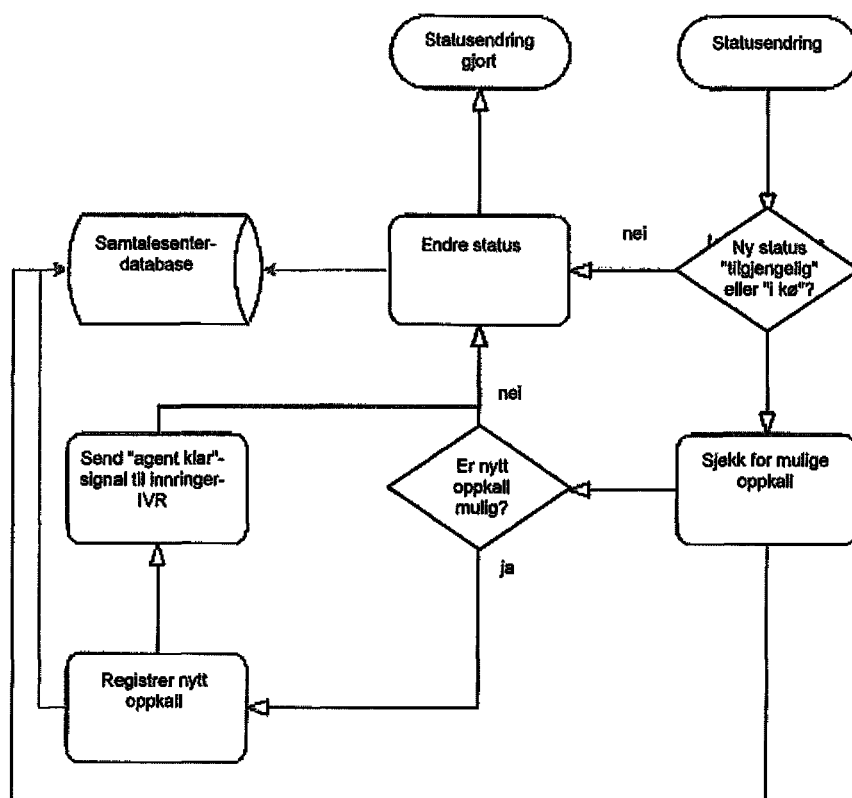 Statusendring
gjort
Statusendring
Samtalesenter-
database
Endre status
nei
Ny status
"tilgjengelig"
eller "i kø"?
nei
Send "agent klar"-
signal til innringer-
IVR
Er nytt
oppkall
mulig?
Sjekk for mulige
oppkall
ja
Registrer nytt
oppkall